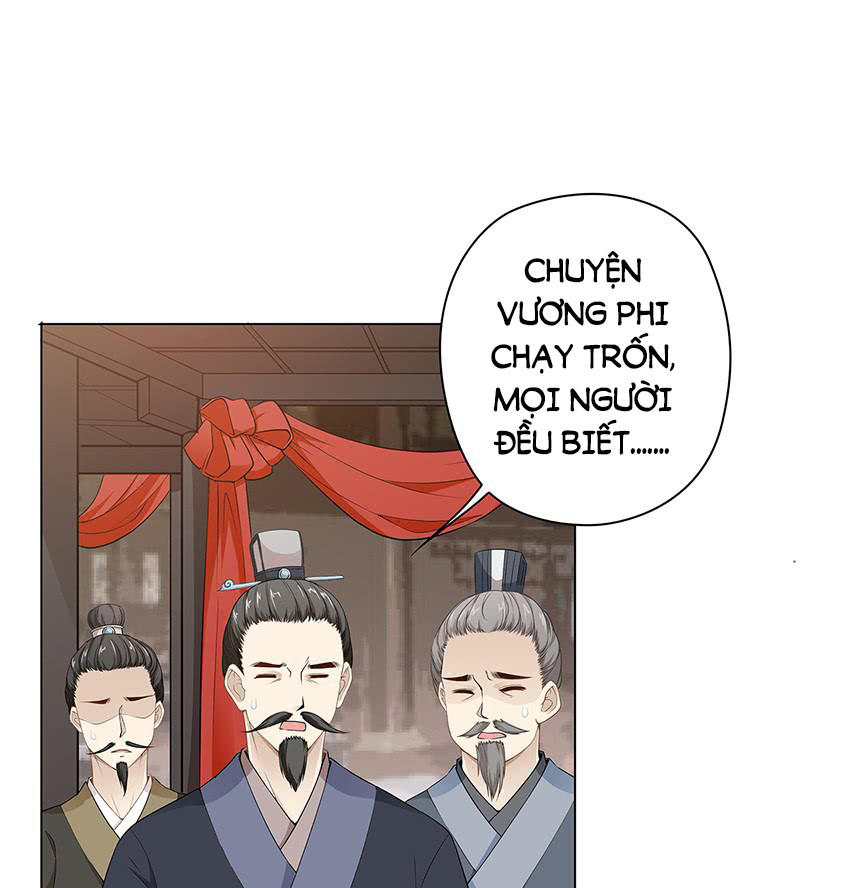 CHUYỆN
VƯƠNG PHI
CHẠY TRỐN,
MỌI NGƯỜI
ĐỀU BIẾT.......